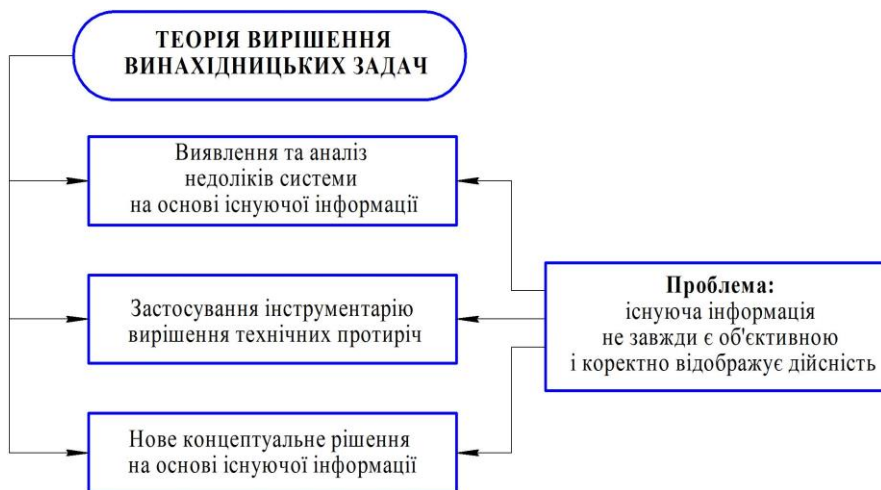 ТЕОРІЯ ВИРІШЕННЯ
ВИНАХІДНИЦЬКИХ ЗАДАЧ
Виявлення та аналіз
недоліків системи
на основі існуючої інформації
Застосування інструментарію
вирішення технічних протиріч
Нове концептуальне рішення
на основі існуючої інформації
Проблема:
існуюча інформація
не завжди є об'єктивною
і коректно відображує дійсність